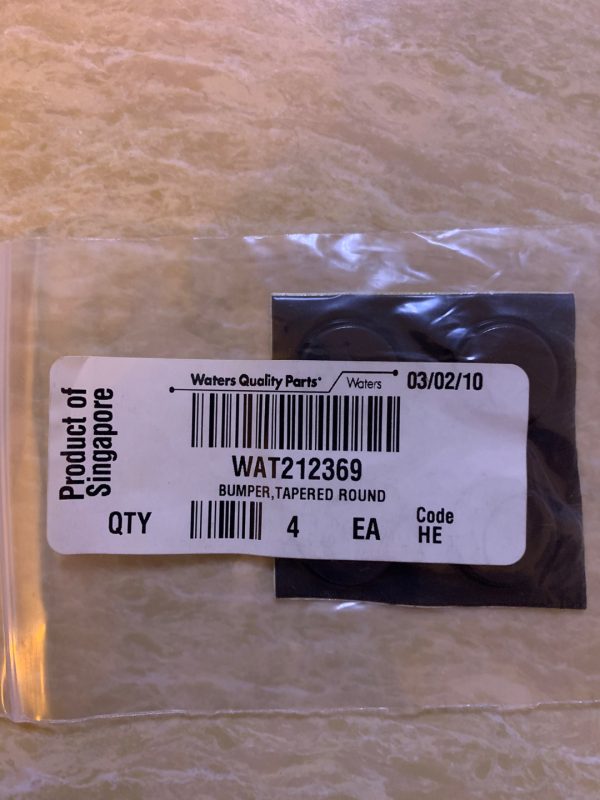 Product of
Singapore
Waters Quality Parts® Waters 03/02/10
WAT212369
BUMPER,TAPERED ROUND
QTY 4 EA Code
HE